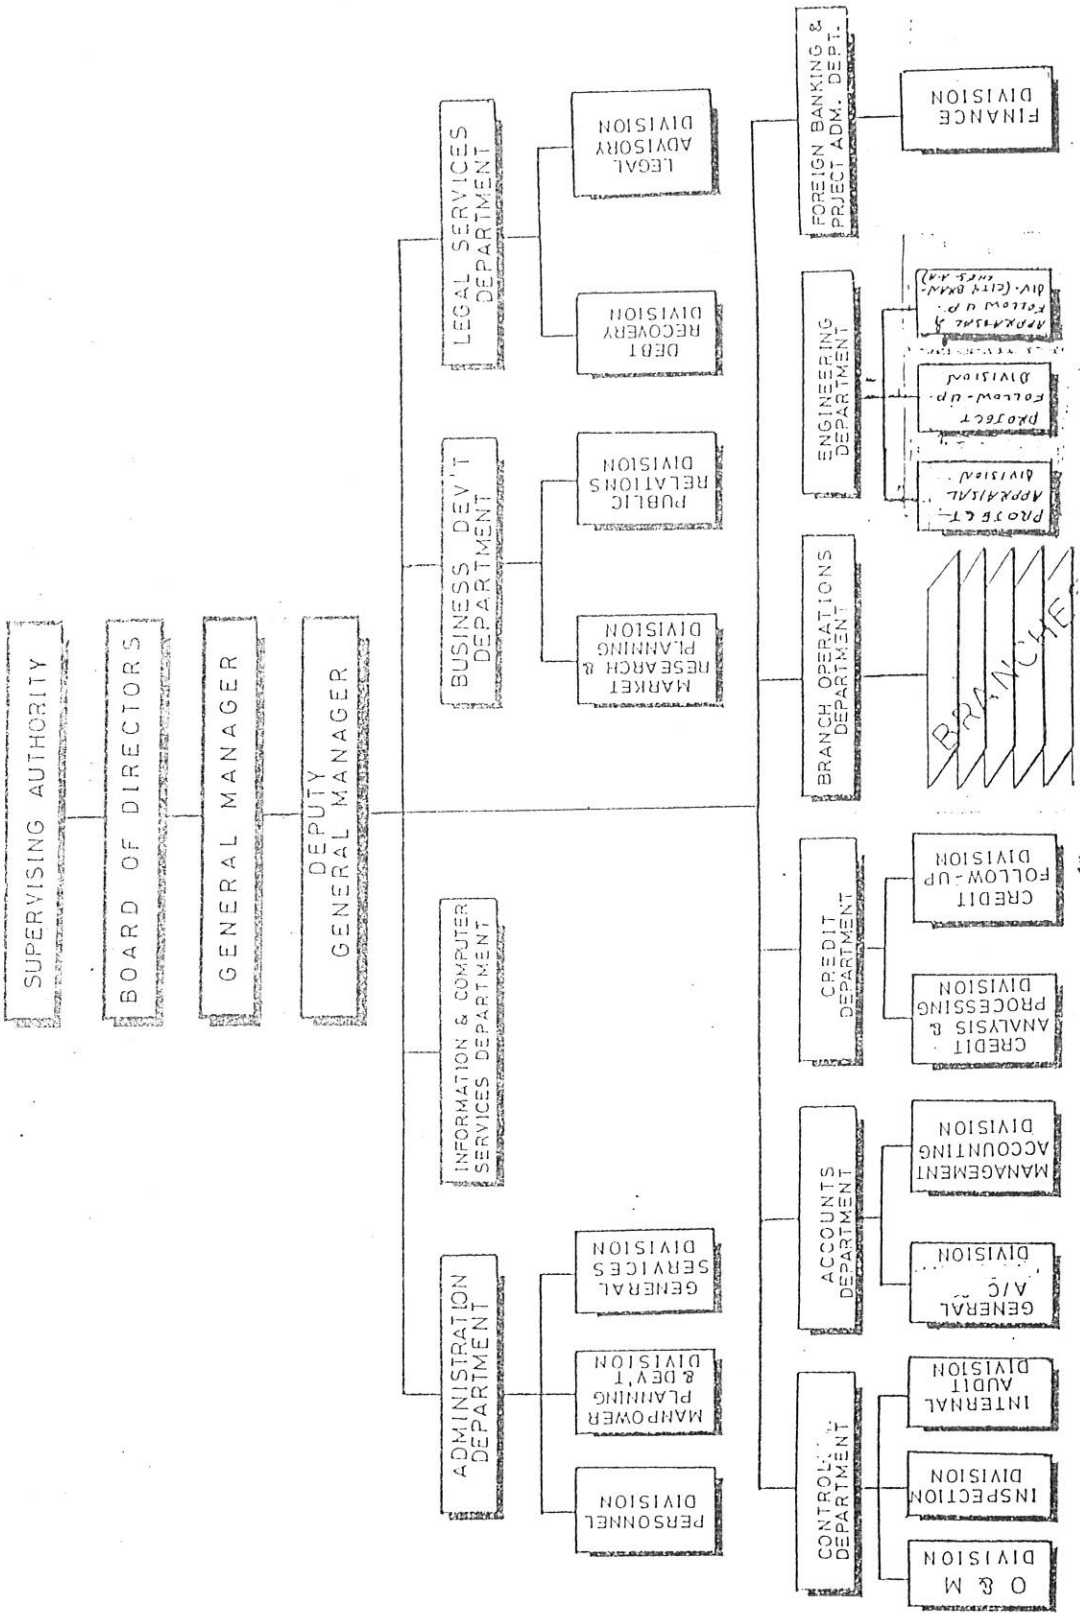 SUPERVISING AUTHORITY
BOARD OF DIRECTORS
GENERAL MANAGER
DEPUTY
GENERAL MANAGER
ADMINISTRATION
DEPARTMENT
PERSONNEL
DIVISION
MANPOWER
PLANNING
& DEV'T
DIVISION
GENERAL
SERVICES
DIVISION
INFORMATION & COMPUTER
SERVICES DEPARTMENT
BUSINESS DEV'T
DEPARTMENT
MARKET
RESEARCH &
PLANNING
DIVISION
PUBLIC
RELATIONS
DIVISION
LEGAL SERVICES
DEPARTMENT
DEBT
RECOVERY
DIVISION
LEGAL
ADVISORY
DIVISION
CONTROL
DEPARTMENT
O & M
DIVISION
INSPECTION
DIVISION
INTERNAL
AUDIT
DIVISION
ACCOUNTS
DEPARTMENT
GENERAL
A/C
DIVISION
MANAGEMENT
ACCOUNTING
DIVISION
CREDIT
DEPARTMENT
CREDIT
ANALYSIS &
PROCESSING
DIVISION
CREDIT
FOLLOW-UP
DIVISION
BRANCH OPERATIONS
DEPARTMENT
BRANCHES
ENGINEERING
DEPARTMENT
PROJECT
APPRAISAL
DIVISION
PROJECT
FOLLOW-UP
DIVISION
APPRAISAL &
FOLLOW UP
DIV. (CITY BRAN-
CHES
FOREIGN BANKING &
PRJECT ADM. DEPT.
FINANCE
DIVISION